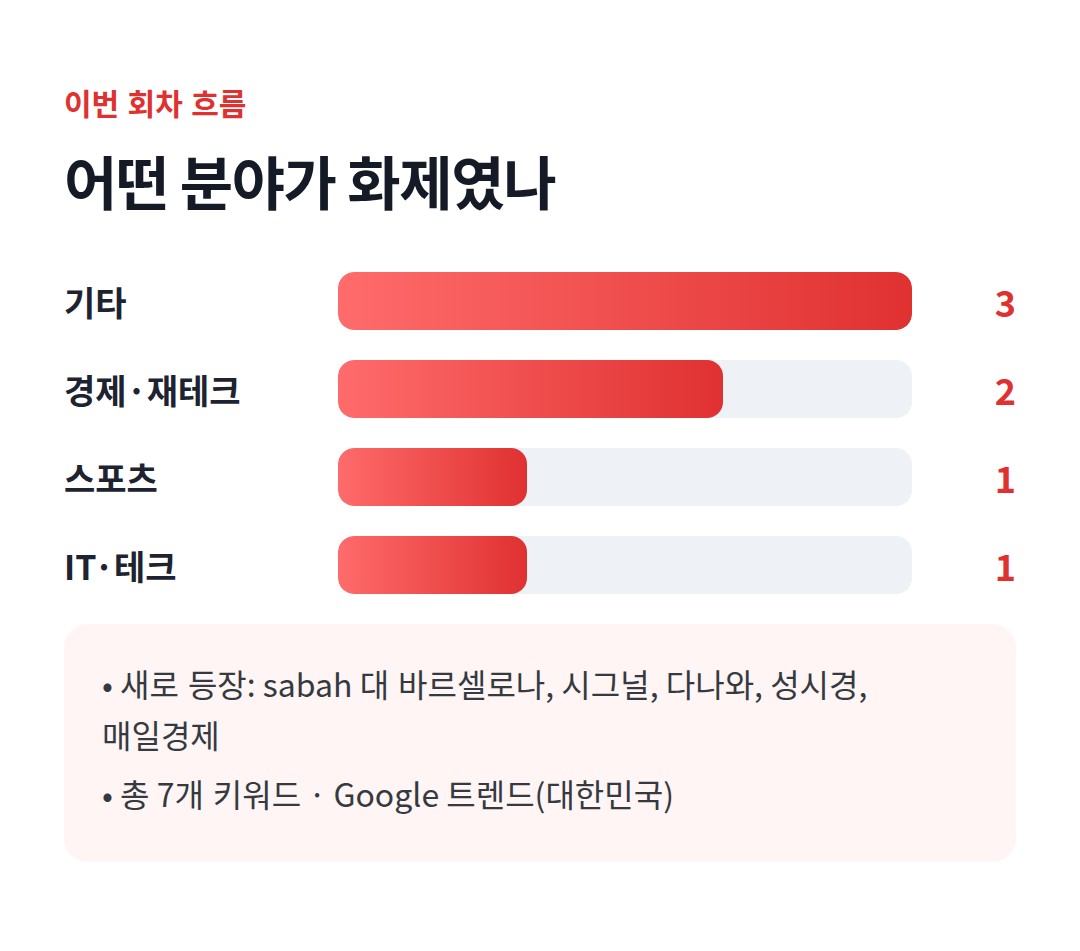 이번 회차 흐름
어떤 분야가 화제였나
기타 3
경제·재테크 2
스포츠 1
IT·테크 1
• 새로 등장: sabah 대 바르셀로나, 시그널, 다나와, 성시경,
매일경제
• 총 7개 키워드 · Google 트렌드(대한민국)